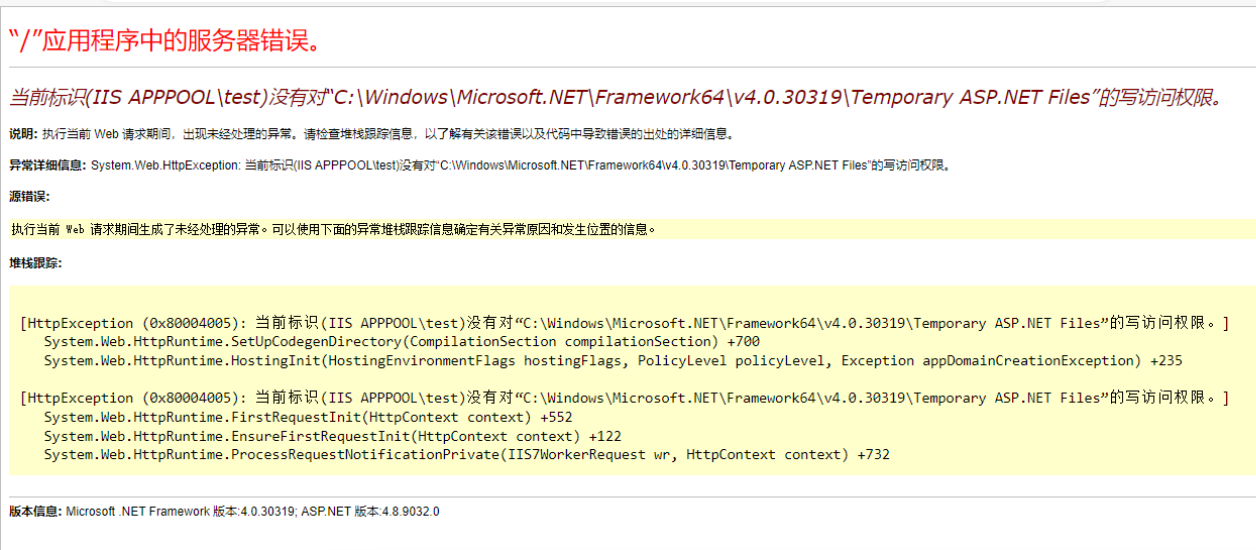 “/”应用程序中的服务器错误。
当前标识(IIS APPPOOL\test)没有对“C:\Windows\Microsoft.NET\Framework64\v4.0.30319\Temporary ASP.NET Files”的写访问权限。
说明: 执行当前 Web 请求期间，出现未经处理的异常。请检查堆栈跟踪信息，以了解有关该错误以及代码中导致错误的出处的详细信息。
异常详细信息: System.Web.HttpException: 当前标识(IIS APPPOOL\test)没有对“C:\Windows\Microsoft.NET\Framework64\v4.0.30319\Temporary ASP.NET Files”的写访问权限。
源错误:
执行当前 Web 请求期间生成了未经处理的异常。可以使用下面的异常堆栈跟踪信息确定有关异常原因和发生位置的信息。
堆栈跟踪:
[HttpException (0x80004005): 当前标识(IIS APPPOOL\test)没有对“C:\Windows\Microsoft.NET\Framework64\v4.0.30319\Temporary ASP.NET Files”的写访问权限。]
System.Web.HttpRuntime.SetUpCodegenDirectory(CompilationSection compilationSection) +700
System.Web.HttpRuntime.HostingInit(HostingEnvironmentFlags hostingFlags, PolicyLevel policyLevel, Exception appDomainCreationException) +235
[HttpException (0x80004005): 当前标识(IIS APPPOOL\test)没有对“C:\Windows\Microsoft.NET\Framework64\v4.0.30319\Temporary ASP.NET Files”的写访问权限。]
System.Web.HttpRuntime.FirstRequestInit(HttpContext context) +552
System.Web.HttpRuntime.EnsureFirstRequestInit(HttpContext context) +122
System.Web.HttpRuntime.ProcessRequestNotificationPrivate(IIS7WorkerRequest wr, HttpContext context) +732
版本信息: Microsoft .NET Framework 版本:4.0.30319; ASP.NET 版本:4.8.9032.0